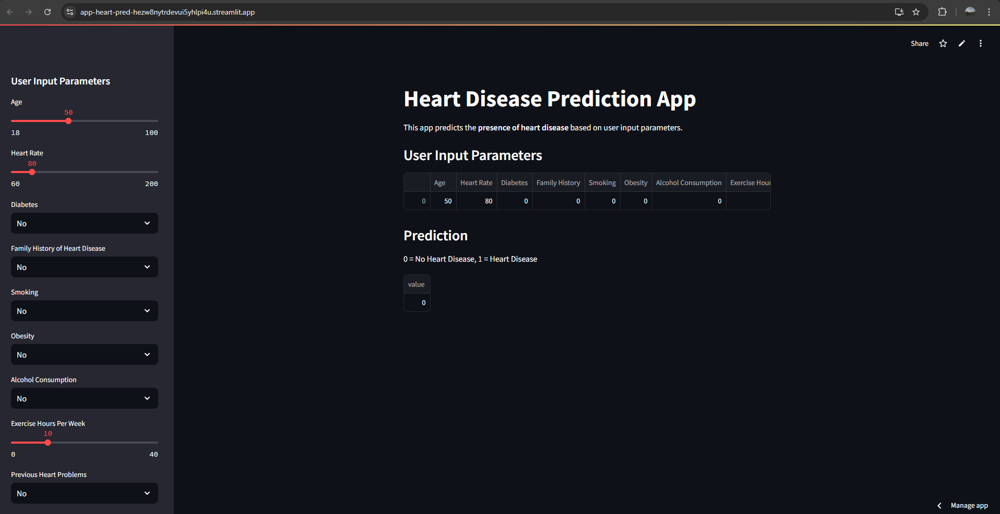 app-heart-pred-hezw8nytrdevui5yhlpi4u.streamlit.app
Share
User Input Parameters
Age
50
18 100
Heart Rate
80
60 200
Diabetes
No
Family History of Heart Disease
No
Smoking
No
Obesity
No
Alcohol Consumption
No
Exercise Hours Per Week
10
0 40
Previous Heart Problems
No
Heart Disease Prediction App
This app predicts the presence of heart disease based on user input parameters.
User Input Parameters
Age Heart Rate Diabetes Family History Smoking Obesity Alcohol Consumption Exercise Hour
0 50 80 0 0 0 0 0
Prediction
0 = No Heart Disease, 1 = Heart Disease
value
0
Manage app